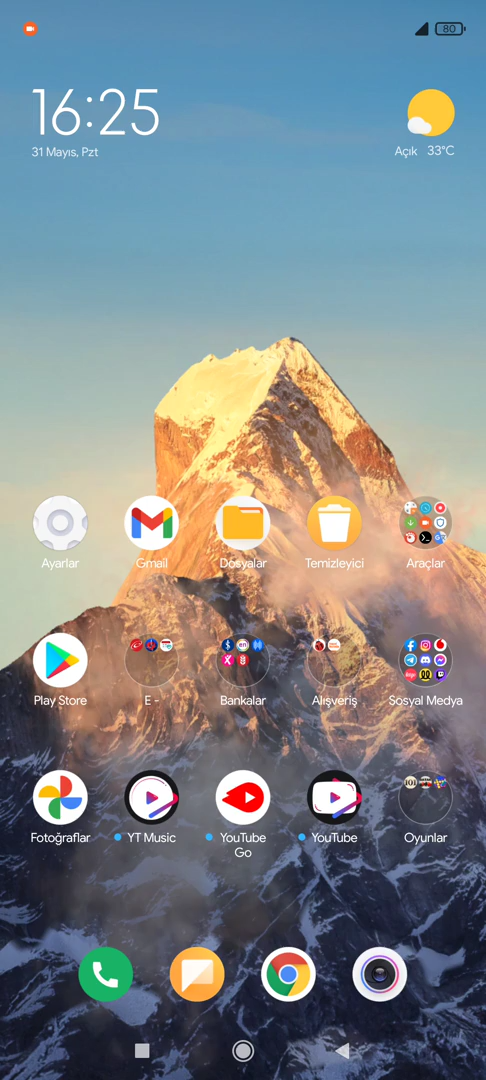 80
16:25
31 Mayıs, Pzt
Açık 33°C
Ayarlar
Gmail
Dosyalar
Temizleyici
Araçlar
Play Store
E -
Bankalar
Alışveriş
Sosyal Medya
Fotoğraflar
YT Music
YouTube
Go
YouTube
Oyunlar
101